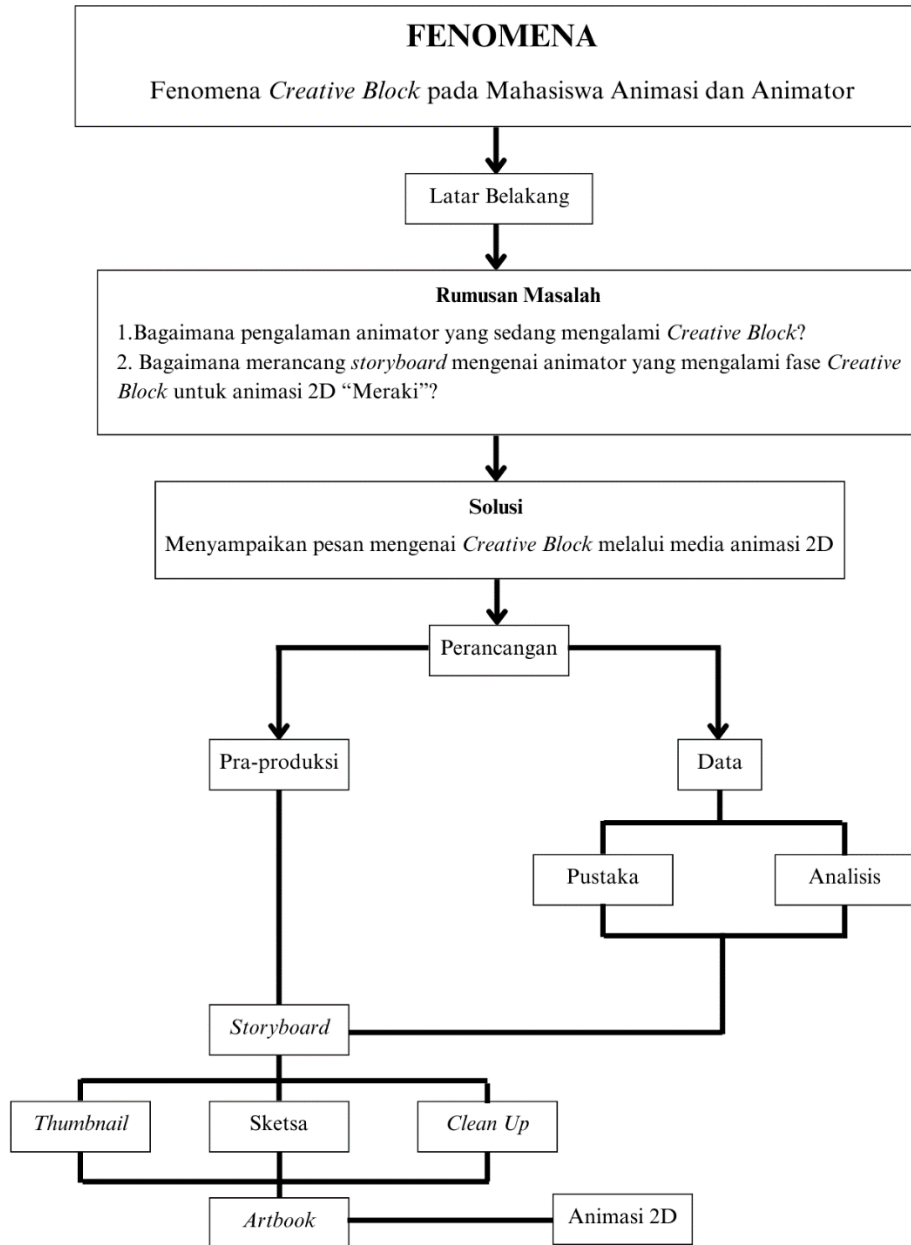 FENOMENA
Fenomena Creative Block pada Mahasiswa Animasi dan Animator
Latar Belakang
Rumusan Masalah
1.Bagaimana pengalaman animator yang sedang mengalami Creative Block?
2. Bagaimana merancang storyboard mengenai animator yang mengalami fase Creative
Block untuk animasi 2D “Meraki”?
Solusi
Menyampaikan pesan mengenai Creative Block melalui media animasi 2D
Perancangan
Pra-produksi
Data
Pustaka
Analisis
Storyboard
Thumbnail
Sketsa
Clean Up
Artbook
Animasi 2D